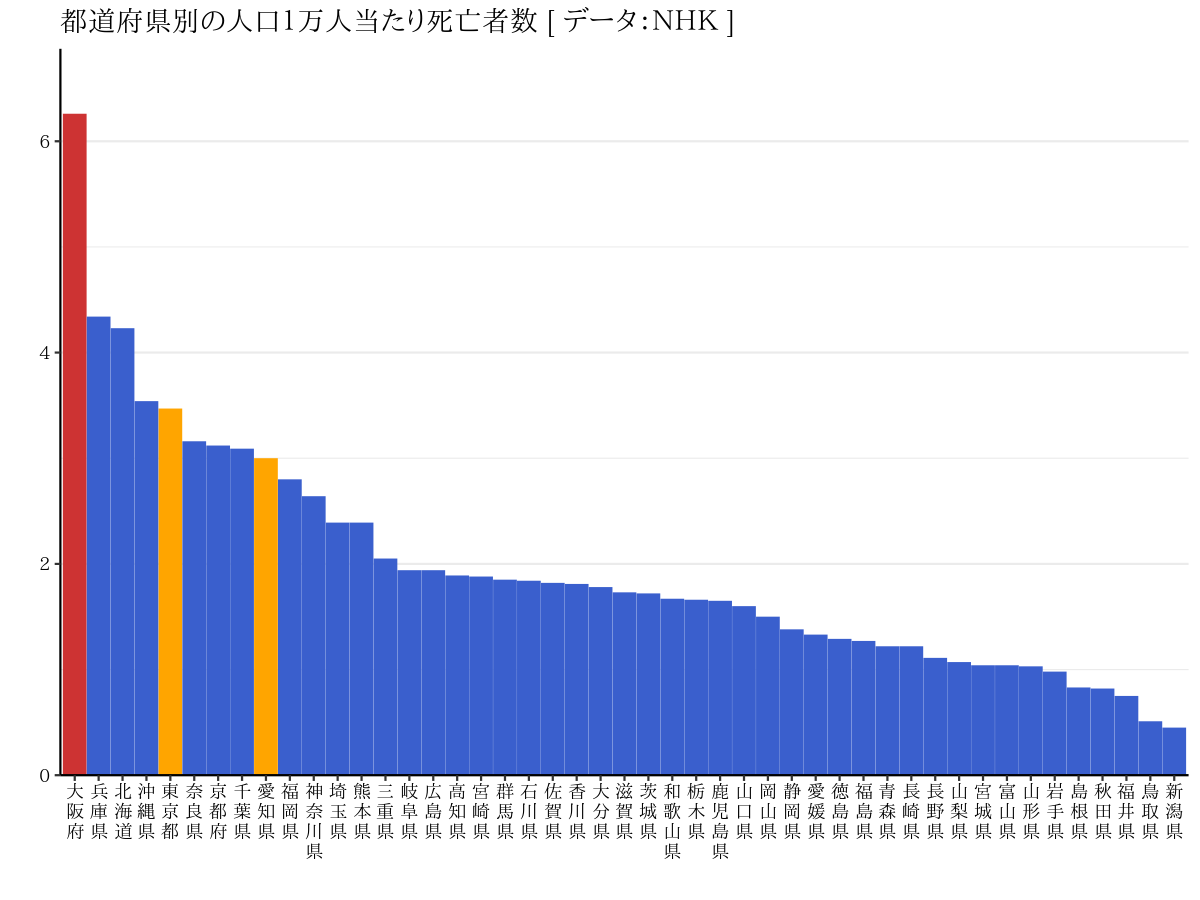 都道府県別の人口1万人当たり死亡者数 [ データ：NHK ]
6
4
2
0
大阪府
兵庫県
北海道
沖縄県
東京都
奈良県
京都府
千葉県
愛知県
福岡県
神奈川県
埼玉県
熊本県
三重県
岐阜県
広島県
高知県
宮崎県
群馬県
石川県
佐賀県
香川県
大分県
滋賀県
茨城県
和歌山県
栃木県
鹿児島県
山口県
岡山県
静岡県
愛媛県
徳島県
福島県
青森県
長崎県
長野県
山梨県
宮城県
富山県
山形県
岩手県
島根県
秋田県
福井県
鳥取県
新潟県